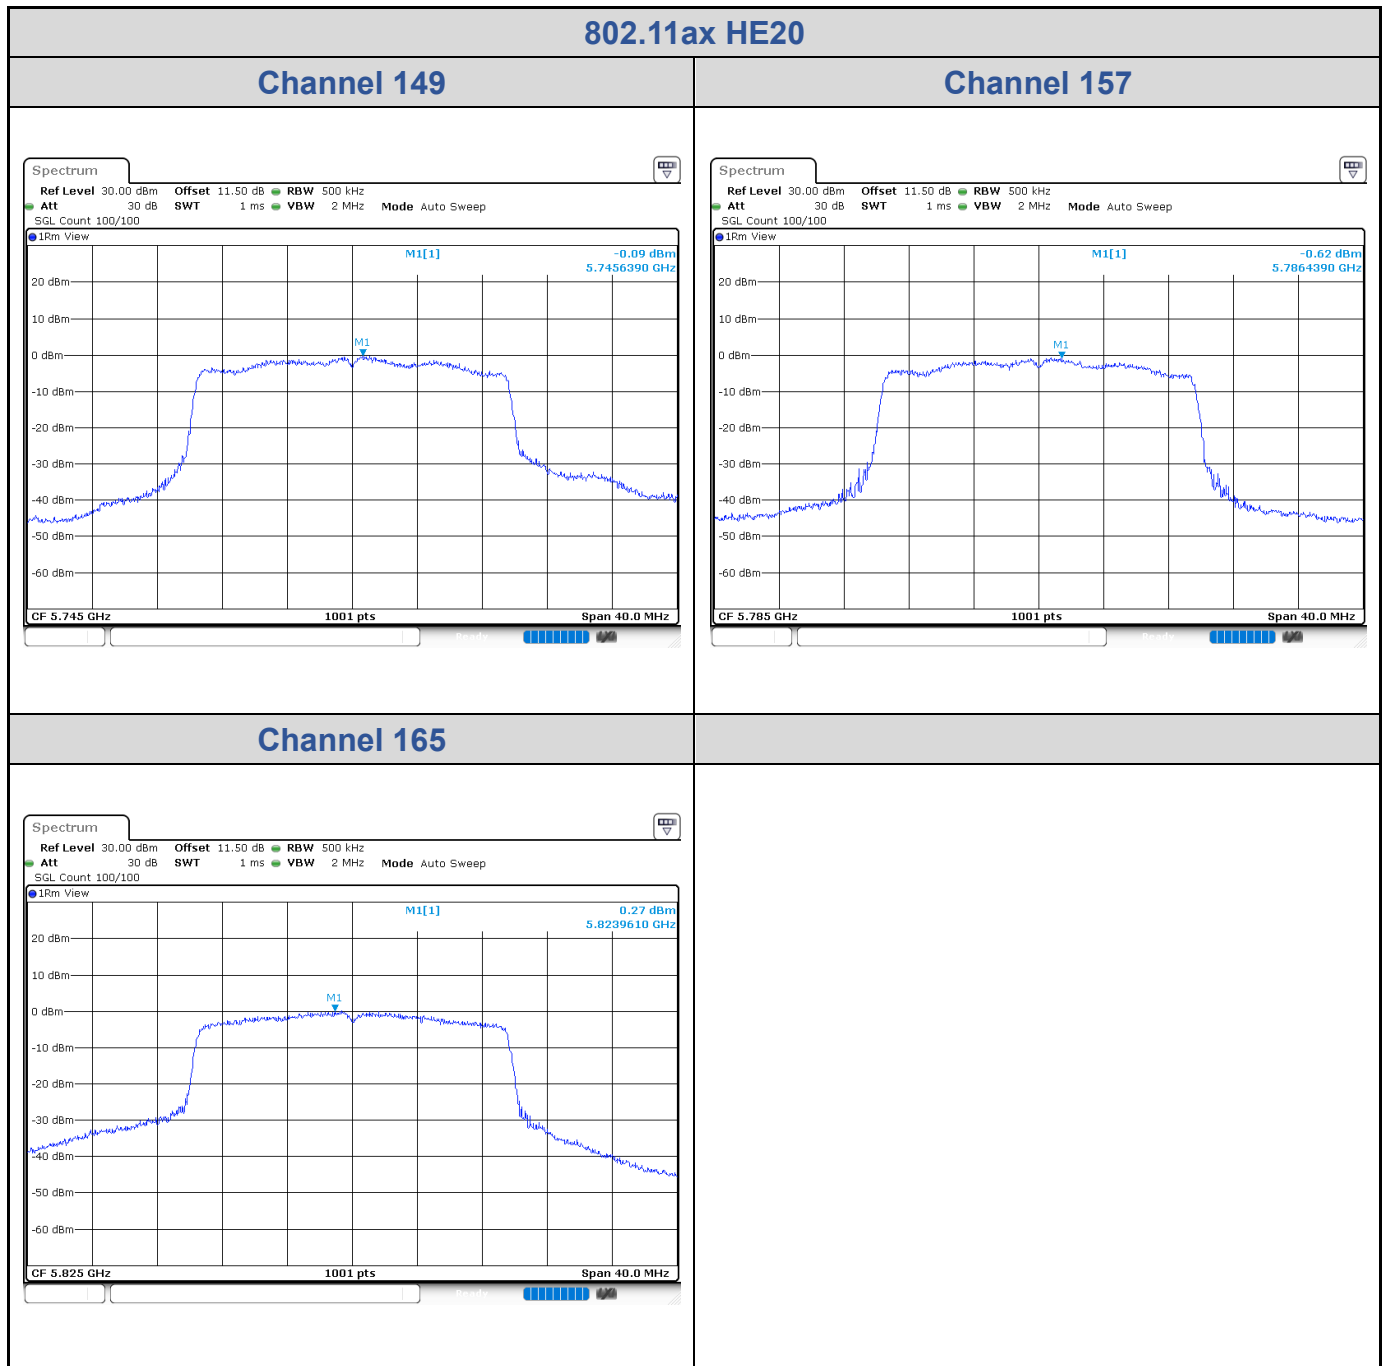 802.11ax HE20
Channel 149
Channel 157
Spectrum
Ref Level 30.00 dBm Offset 11.50 dB RBW 500 kHz
Att 30 dB SWT 1 ms VBW 2 MHz Mode Auto Sweep
SGL Count 100/100
1Rm View
M1[1] -0.09 dBm
5.7456390 GHz
20 dBm
10 dBm
M1
0 dBm
-10 dBm
-20 dBm
-30 dBm
-40 dBm
-50 dBm
-60 dBm
CF 5.745 GHz 1001 pts Span 40.0 MHz
Ready
Spectrum
Ref Level 30.00 dBm Offset 11.50 dB RBW 500 kHz
Att 30 dB SWT 1 ms VBW 2 MHz Mode Auto Sweep
SGL Count 100/100
1Rm View
M1[1] -0.62 dBm
5.7864390 GHz
20 dBm
10 dBm
M1
0 dBm
-10 dBm
-20 dBm
-30 dBm
-40 dBm
-50 dBm
-60 dBm
CF 5.785 GHz 1001 pts Span 40.0 MHz
Ready
Channel 165
Spectrum
Ref Level 30.00 dBm Offset 11.50 dB RBW 500 kHz
Att 30 dB SWT 1 ms VBW 2 MHz Mode Auto Sweep
SGL Count 100/100
1Rm View
M1[1] 0.27 dBm
5.8239610 GHz
20 dBm
10 dBm
M1
0 dBm
-10 dBm
-20 dBm
-30 dBm
-40 dBm
-50 dBm
-60 dBm
CF 5.825 GHz 1001 pts Span 40.0 MHz
Ready